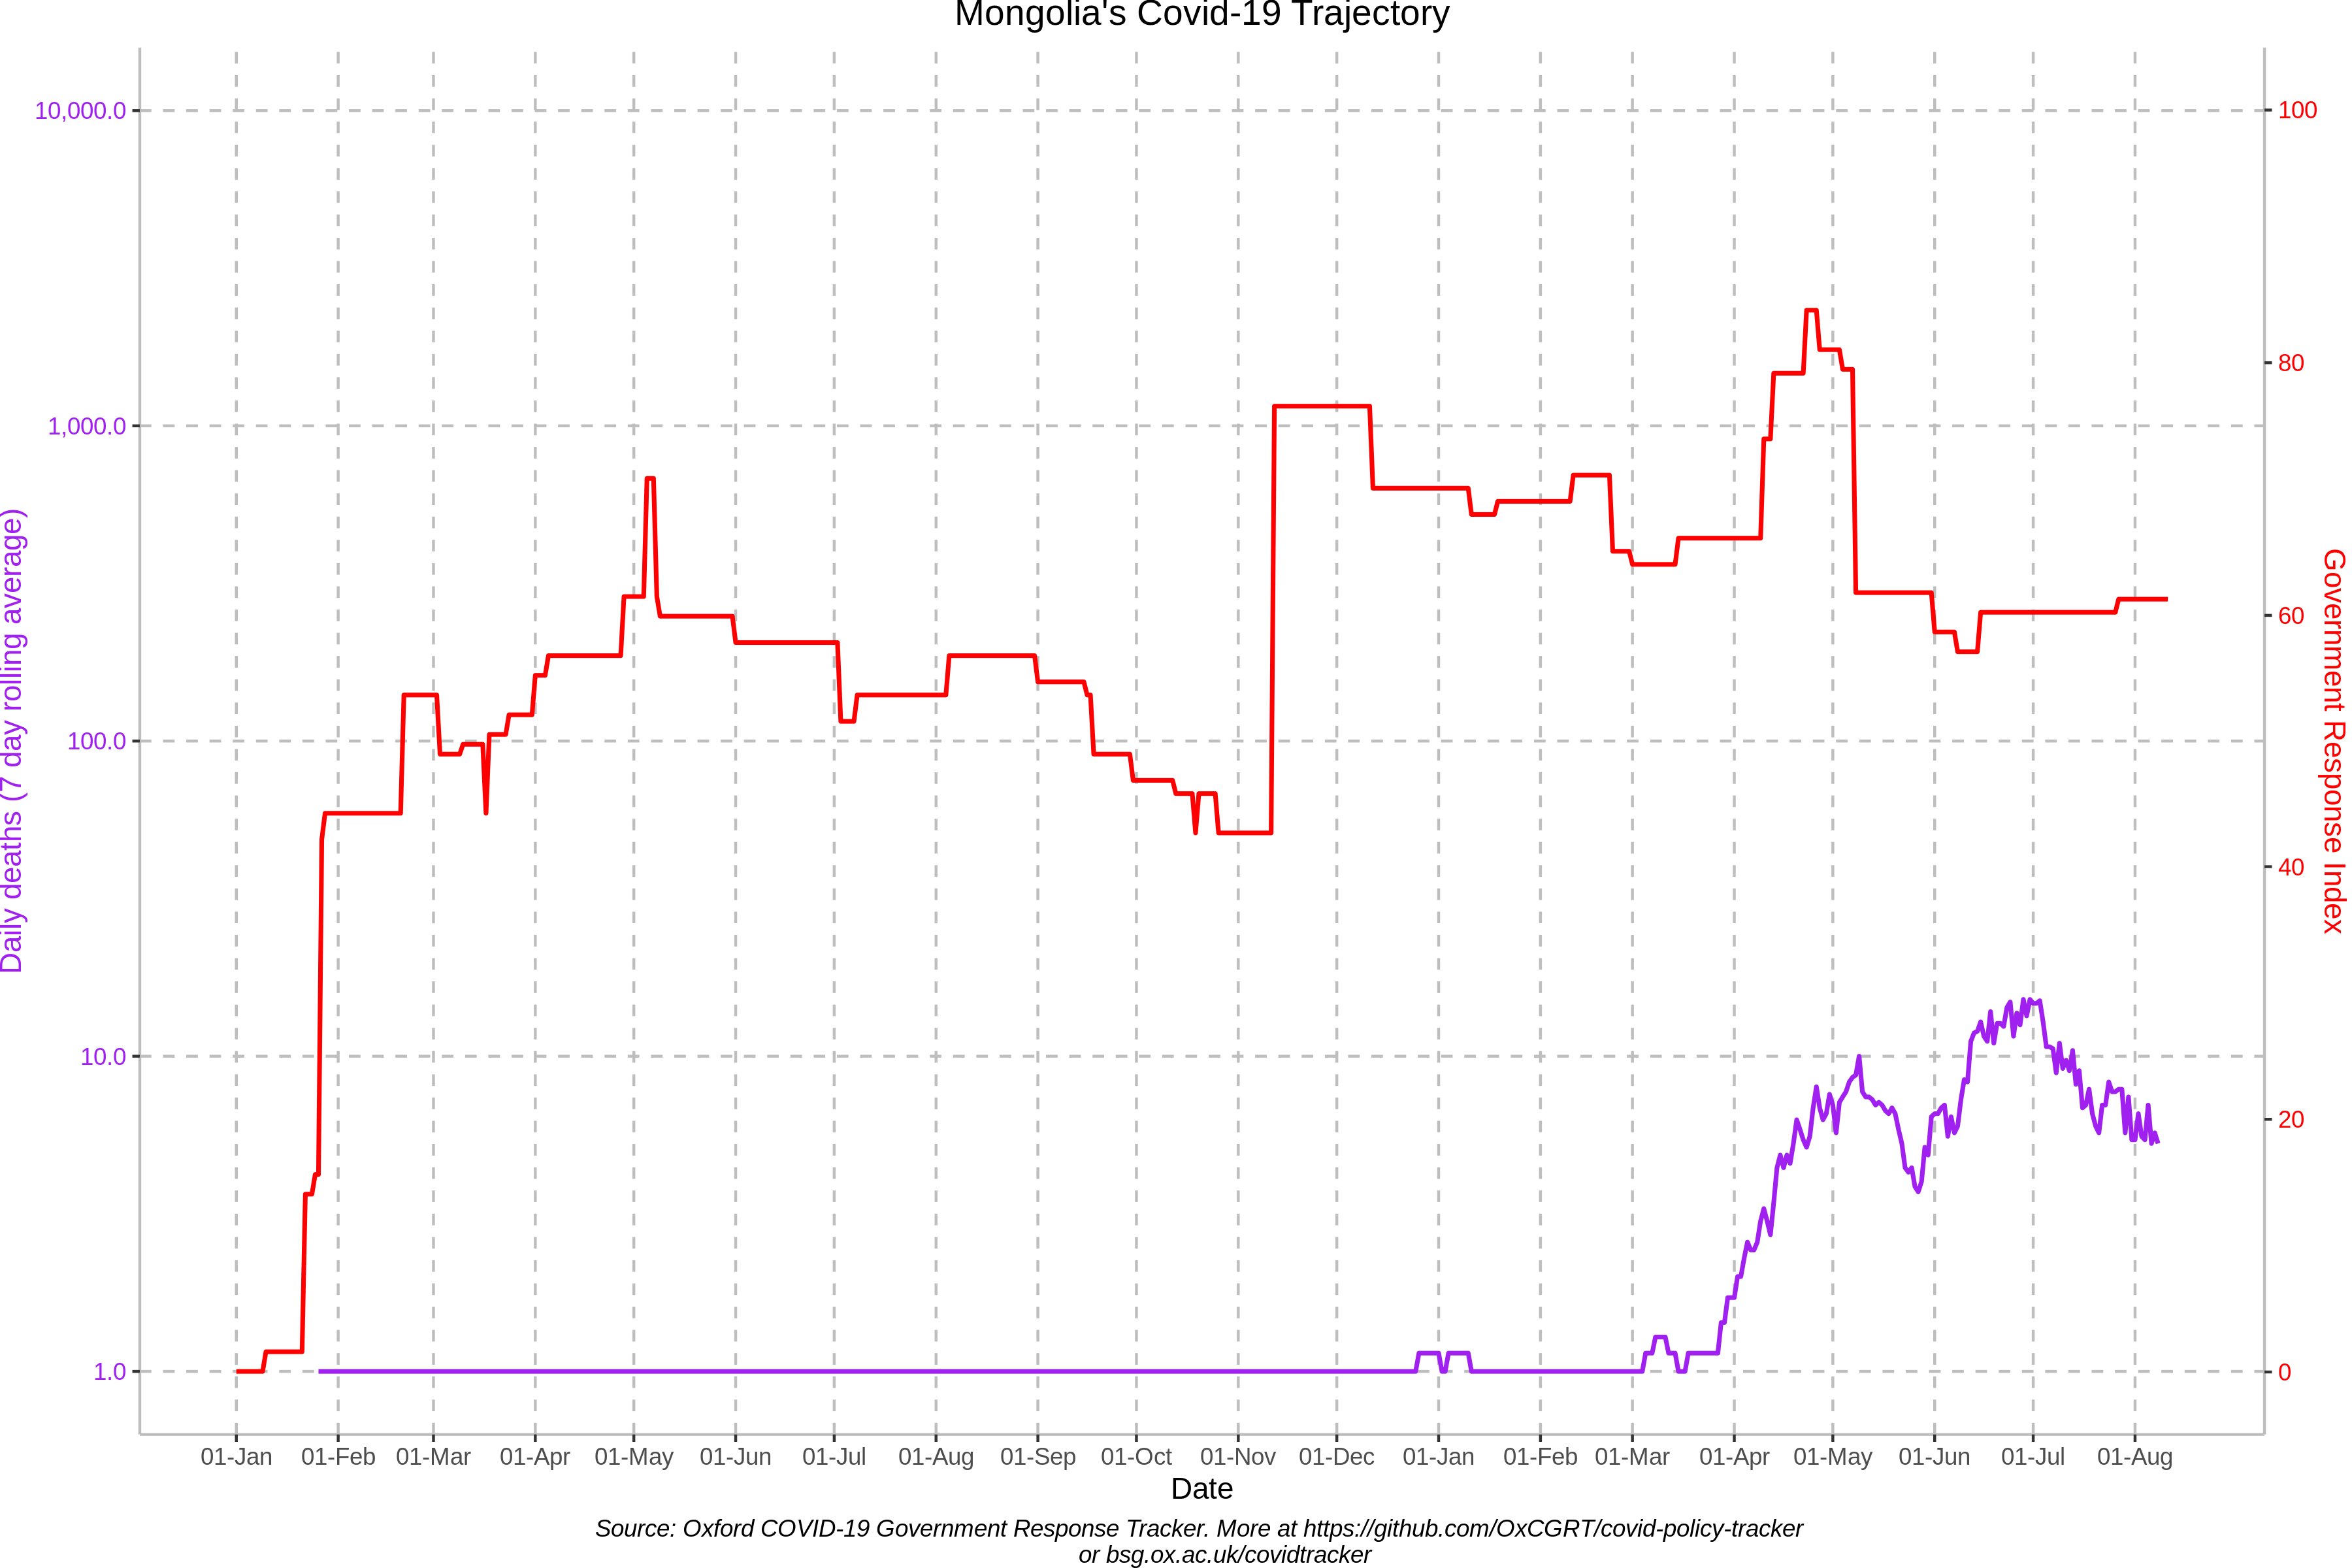 Mongolia's Covid-19 Trajectory
10,000.0
1,000.0
100.0
10.0
1.0
Daily deaths (7 day rolling average)
100
80
60
40
20
0
Government Response Index
01-Jan 01-Feb 01-Mar 01-Apr 01-May 01-Jun 01-Jul 01-Aug 01-Sep 01-Oct 01-Nov 01-Dec 01-Jan 01-Feb 01-Mar 01-Apr 01-May 01-Jun 01-Jul 01-Aug
Date
Source: Oxford COVID-19 Government Response Tracker. More at https://github.com/OxCGRT/covid-policy-tracker
or bsg.ox.ac.uk/covidtracker